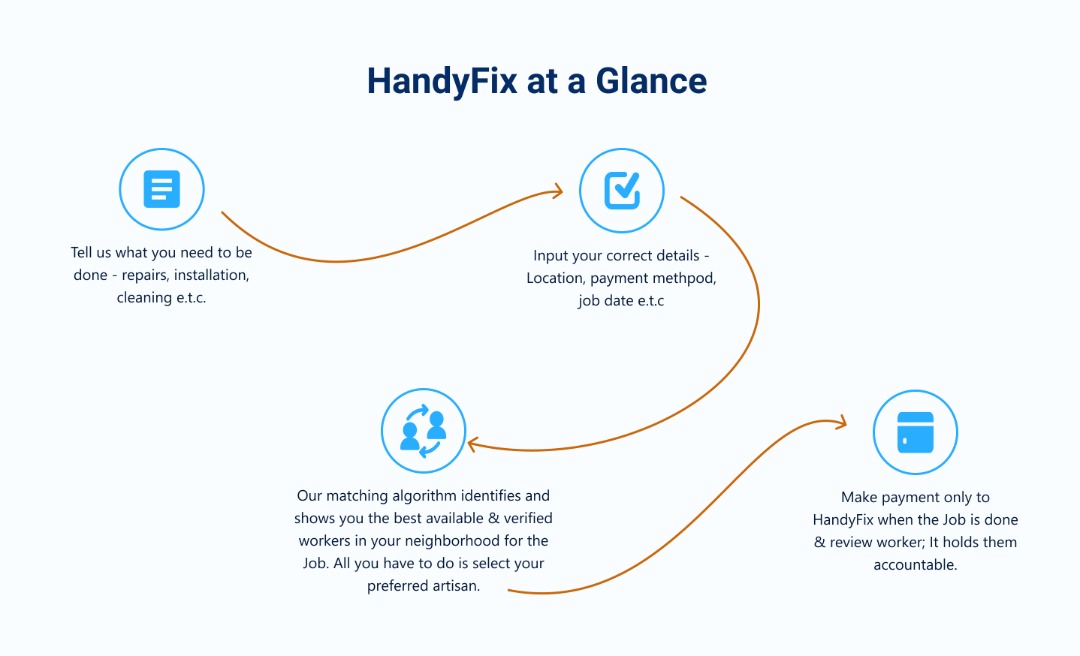 HandyFix at a Glance
Tell us what you need to be
done - repairs, installation,
cleaning e.t.c.
Input your correct details -
Location, payment methpod,
job date e.t.c
Our matching algorithm identifies and
shows you the best available & verified
workers in your neighborhood for the
Job. All you have to do is select your
preferred artisan.
Make payment only to
HandyFix when the Job is done
& review worker; It holds them
accountable.